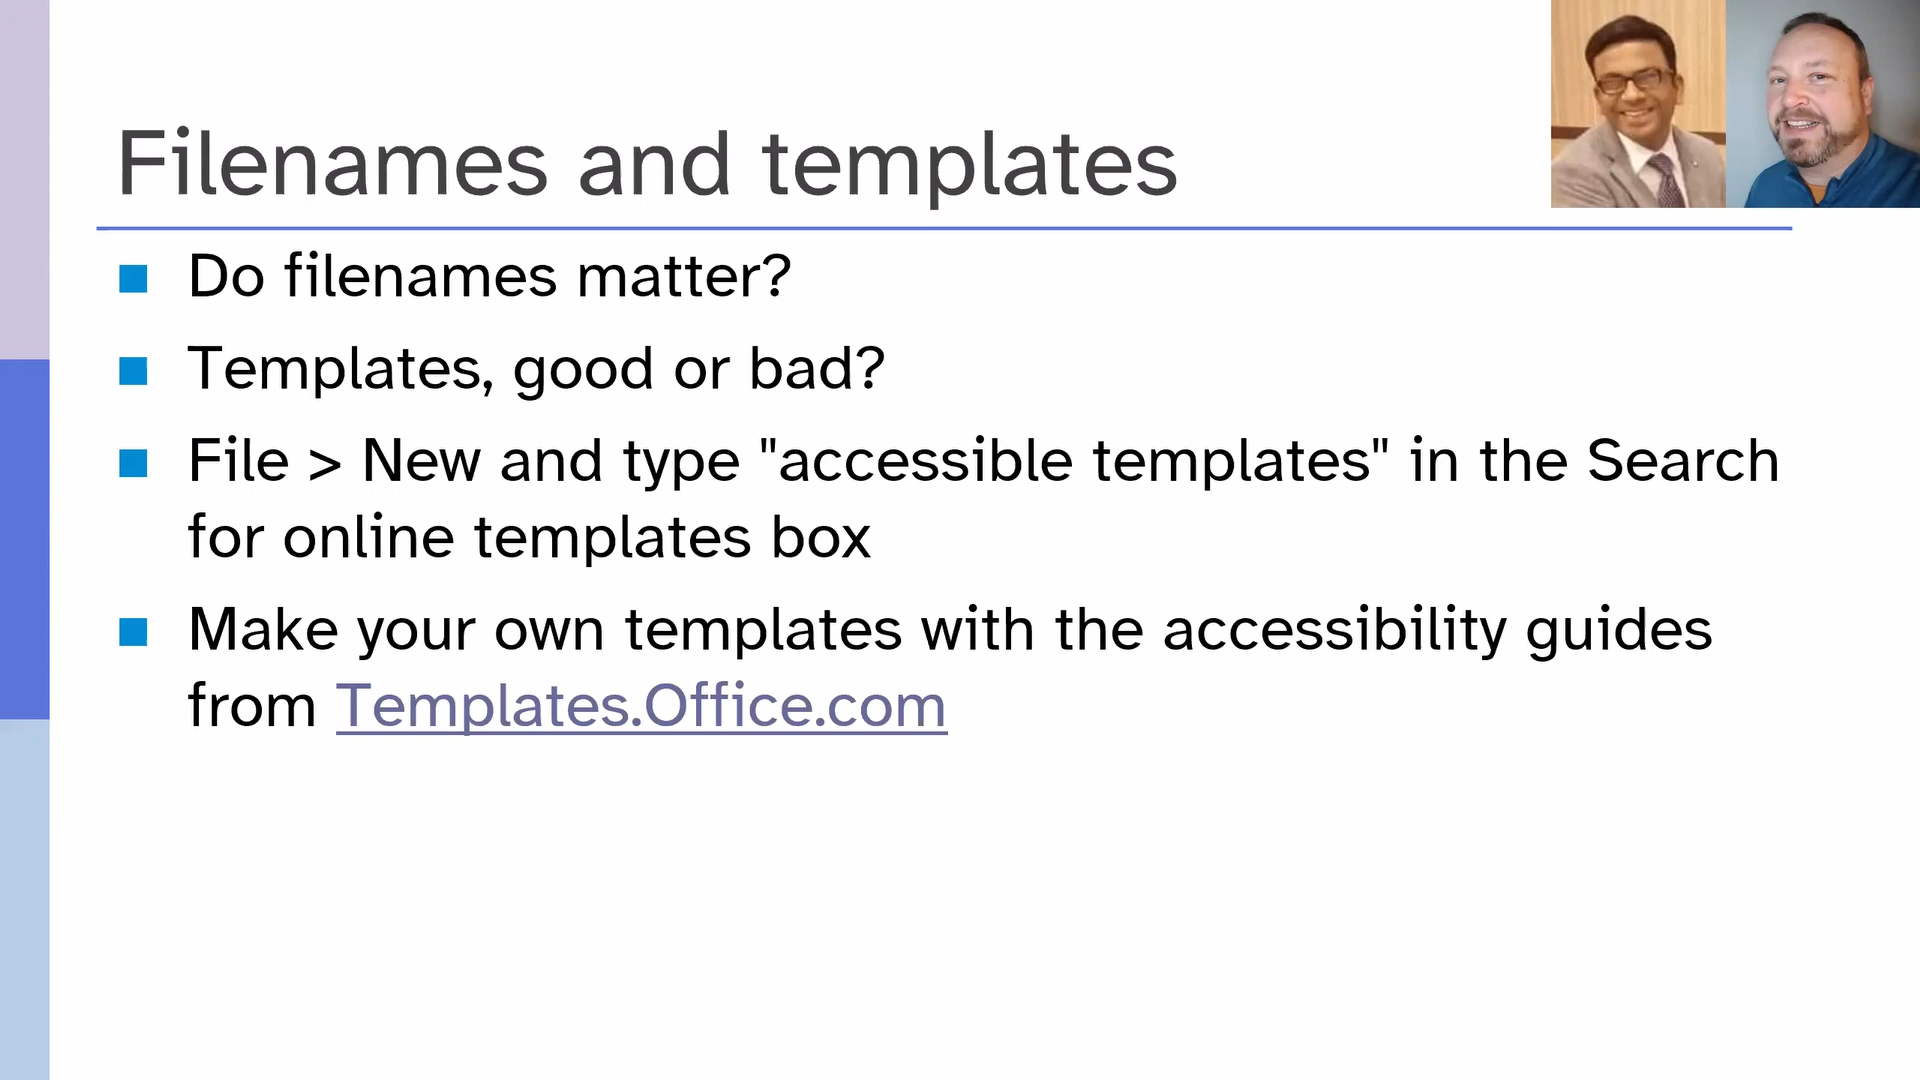 Filenames and templates
Do filenames matter?
Templates, good or bad?
File > New and type "accessible templates" in the Search
for online templates box
Make your own templates with the accessibility guides
from Templates.Office.com